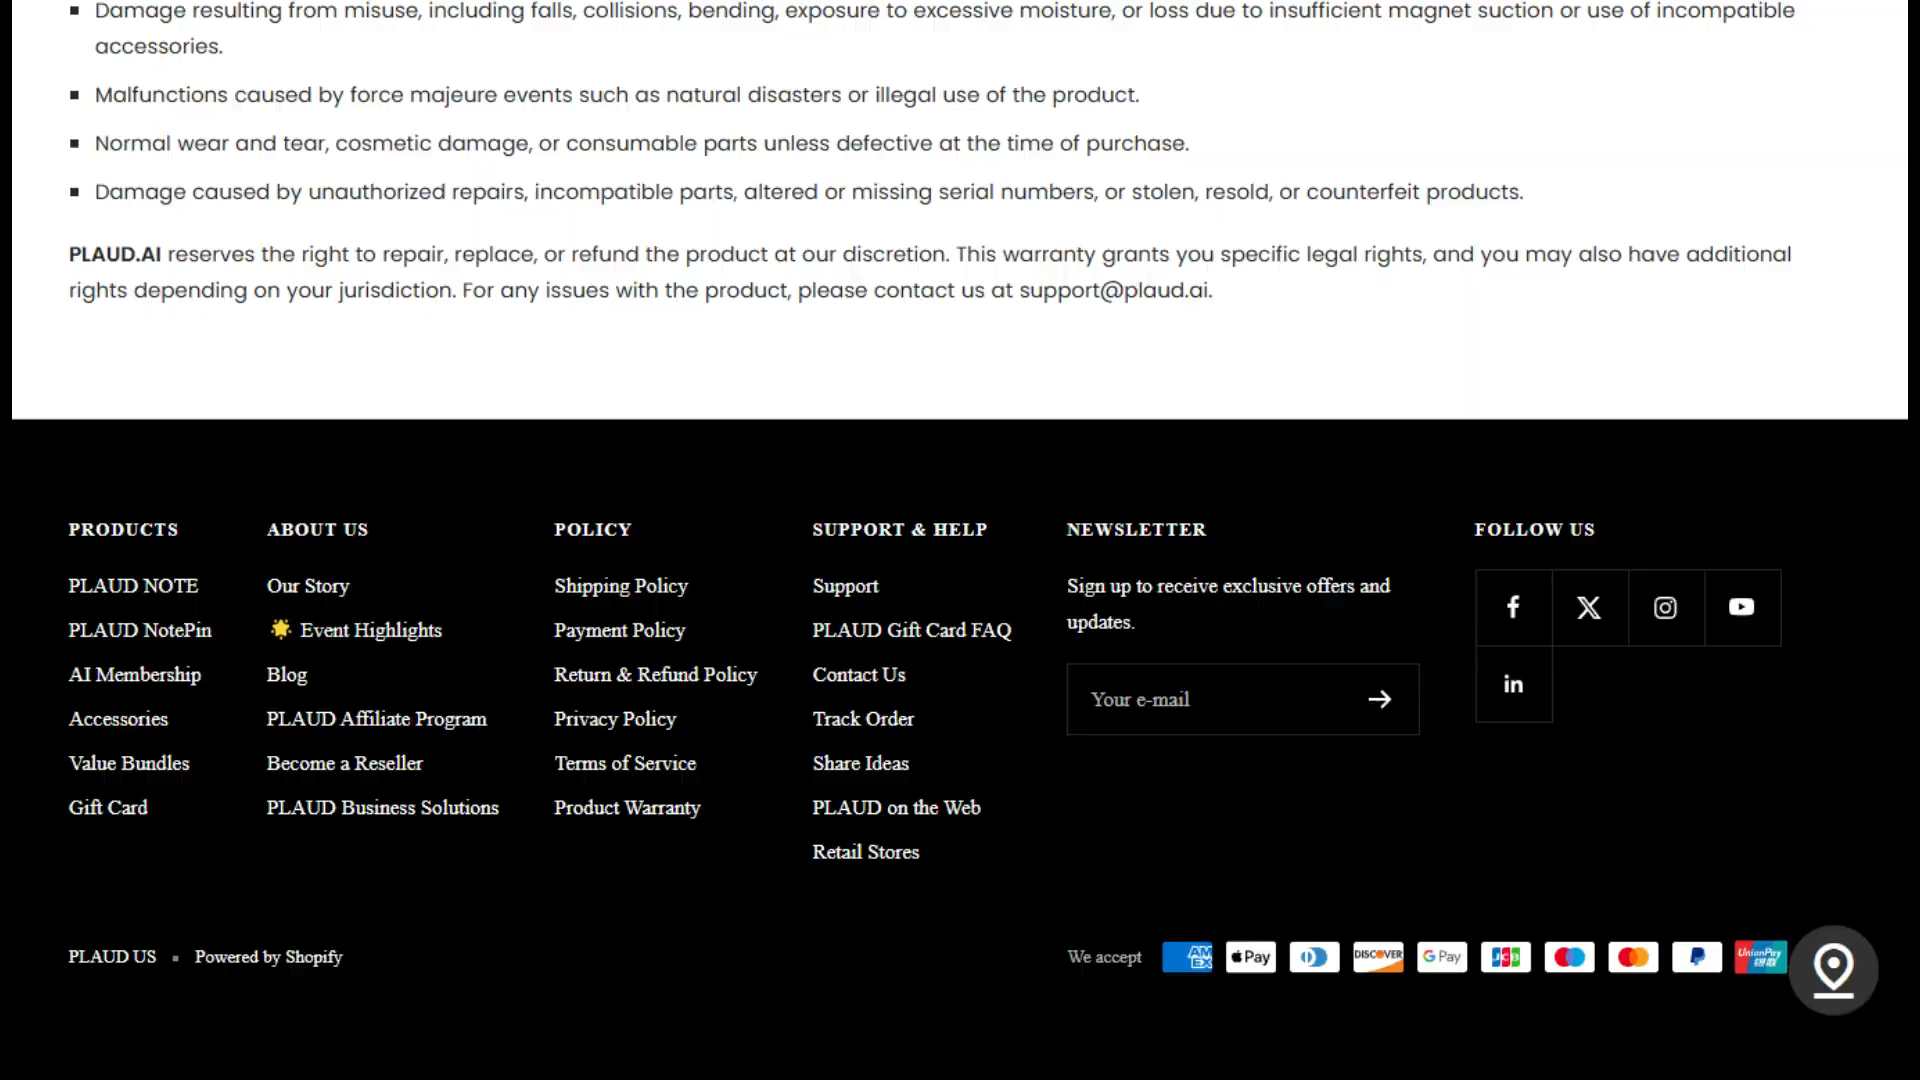 Damage resulting from misuse, including falls, collisions, bending, exposure to excessive moisture, or loss due to insufficient magnet suction or use of incompatible
accessories.
Malfunctions caused by force majeure events such as natural disasters or illegal use of the product.
Normal wear and tear, cosmetic damage, or consumable parts unless defective at the time of purchase.
Damage caused by unauthorized repairs, incompatible parts, altered or missing serial numbers, or stolen, resold, or counterfeit products.
PLAUD.AI reserves the right to repair, replace, or refund the product at our discretion. This warranty grants you specific legal rights, and you may also have additional
rights depending on your jurisdiction. For any issues with the product, please contact us at support@plaud.ai.
PRODUCTS
PLAUD NOTE
PLAUD NotePin
AI Membership
Accessories
Value Bundles
Gift Card
ABOUT US
Our Story
🌟 Event Highlights
Blog
PLAUD Affiliate Program
Become a Reseller
PLAUD Business Solutions
POLICY
Shipping Policy
Payment Policy
Return & Refund Policy
Privacy Policy
Terms of Service
Product Warranty
SUPPORT & HELP
Support
PLAUD Gift Card FAQ
Contact Us
Track Order
Share Ideas
PLAUD on the Web
Retail Stores
NEWSLETTER
Sign up to receive exclusive offers and
updates.
Your e-mail
FOLLOW US
PLAUD US ▪ Powered by Shopify
We accept AMEX Pay DISCOVER G Pay JCB UnionPay 银联